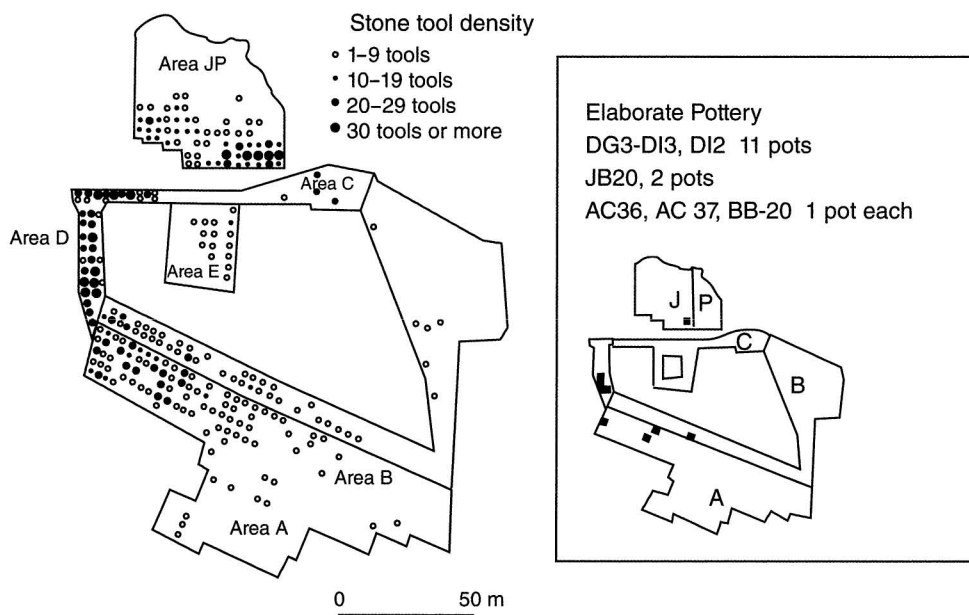 Stone tool density
1–9 tools
10–19 tools
20–29 tools
30 tools or more
Area JP
Area C
Area D
Area E
Area B
Area A
0 50 m
Elaborate Pottery
DG3-DI3, DI2 11 pots
JB20, 2 pots
AC36, AC 37, BB-20 1 pot each
J P
C
B
A